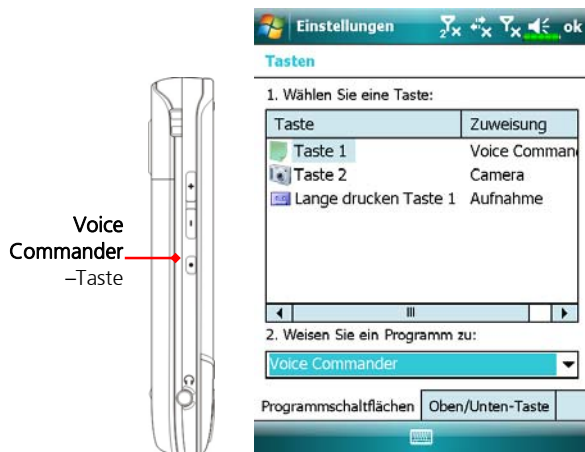 Voice
Commander
–Taste
Einstellungen
ok
Tasten
1. Wählen Sie eine Taste:
Taste Zuweisung
Taste 1 Voice Comman
Taste 2 Camera
Lange drucken Taste 1 Aufnahme
2. Weisen Sie ein Programm zu:
Voice Commander
Programmschaltflächen Oben/Unten-Taste